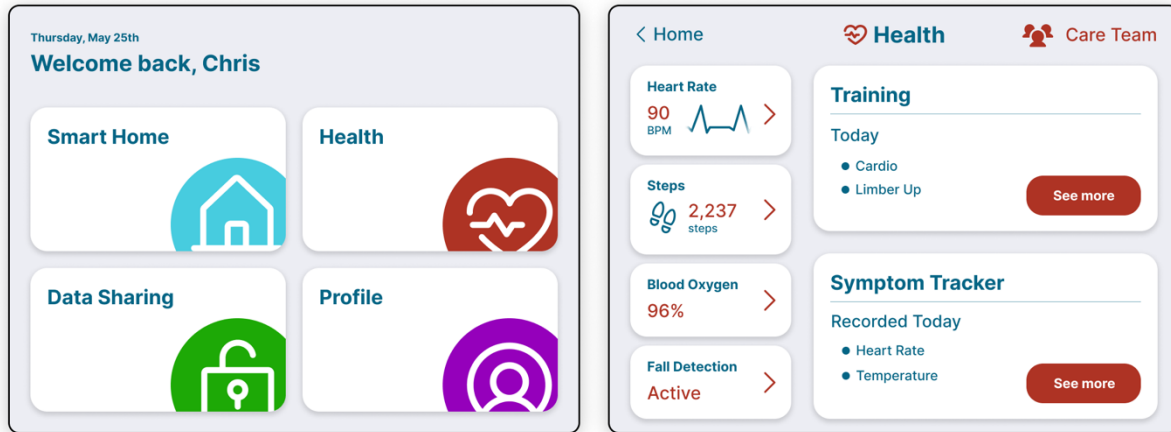 Thursday, May 25th
Welcome back, Chris
Smart Home
Health
Data Sharing
Profile
Home
Health
Care Team
Heart Rate
90
BPM
Steps
2,237
steps
Blood Oxygen
96%
Fall Detection
Active
Training
Today
Cardio
Limber Up
See more
Symptom Tracker
Recorded Today
Heart Rate
Temperature
See more